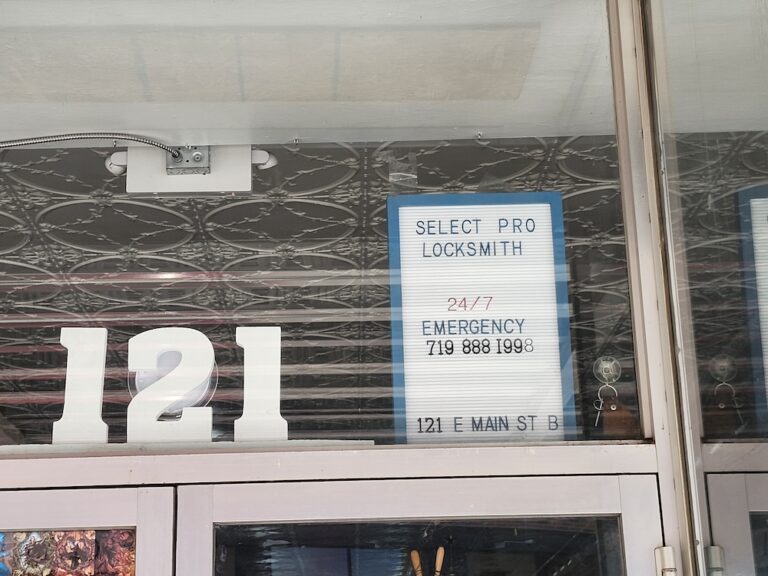 SELECT PRO
LOCKSMITH
24/7
EMERGENCY
719 888 1998
121 E MAIN ST B
121